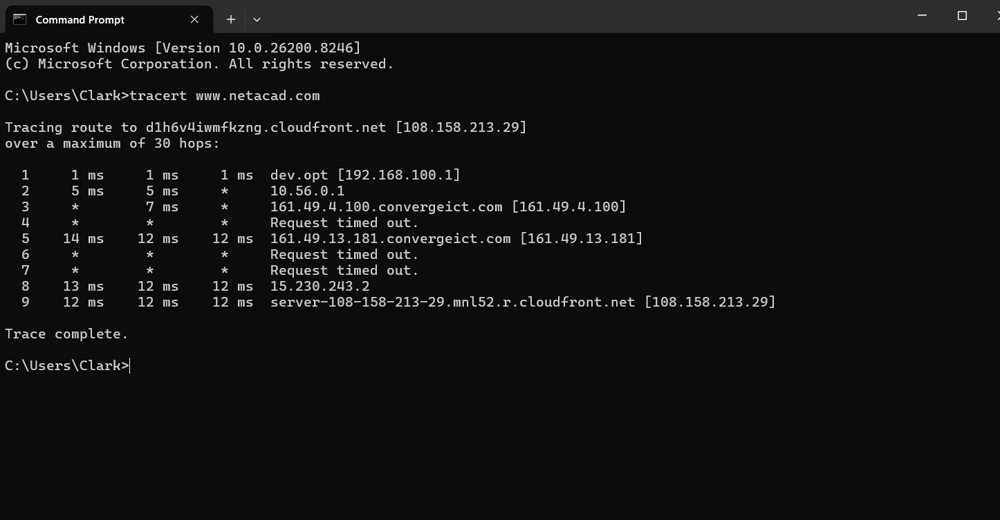 Command Prompt
Microsoft Windows [Version 10.0.26200.8246]
(c) Microsoft Corporation. All rights reserved.
C:\Users\Clark>tracert www.netacad.com
Tracing route to d1h6v4iwmfkzng.cloudfront.net [108.158.213.29]
over a maximum of 30 hops:
  1     1 ms     1 ms     1 ms  dev.opt [192.168.100.1]
  2     5 ms     5 ms     *     10.56.0.1
  3     *        7 ms     *     161.49.4.100.convergeict.com [161.49.4.100]
  4     *        *        *     Request timed out.
  5    14 ms    12 ms    12 ms  161.49.13.181.convergeict.com [161.49.13.181]
  6     *        *        *     Request timed out.
  7     *        *        *     Request timed out.
  8    13 ms    12 ms    12 ms  15.230.243.2
  9    12 ms    12 ms    12 ms  server-108-158-213-29.mnl52.r.cloudfront.net [108.158.213.29]
Trace complete.
C:\Users\Clark>